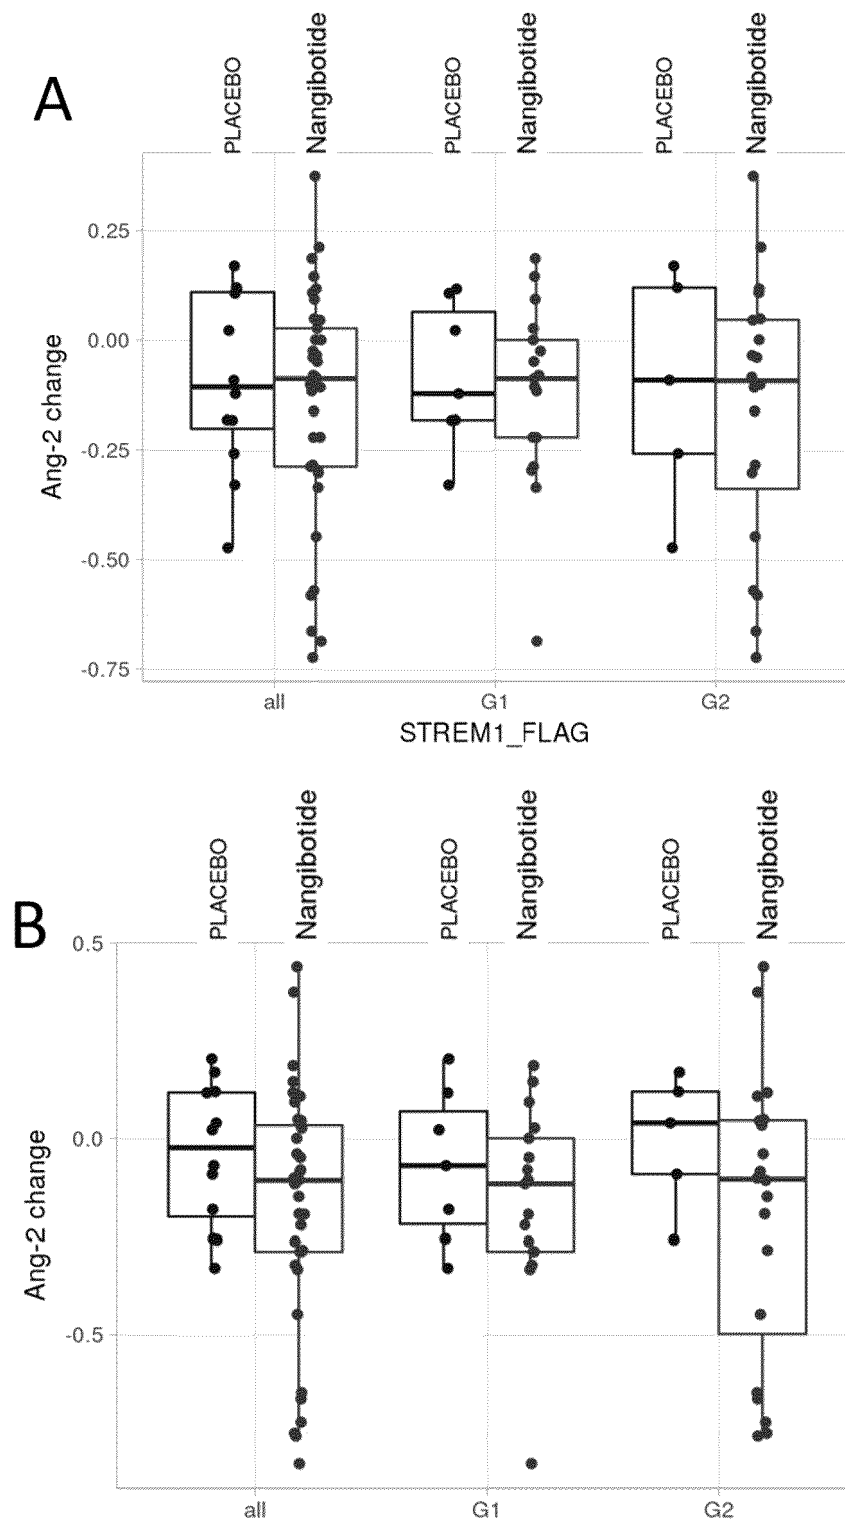 A
PLACEBO
Nangibotide
PLACEBO
Nangibotide
PLACEBO
Nangibotide
Ang-2 change
0.25
0.00
-0.25
-0.50
-0.75
all
G1
G2
STREM1_FLAG
B
PLACEBO
Nangibotide
PLACEBO
Nangibotide
PLACEBO
Nangibotide
Ang-2 change
0.5
0.0
-0.5
all
G1
G2